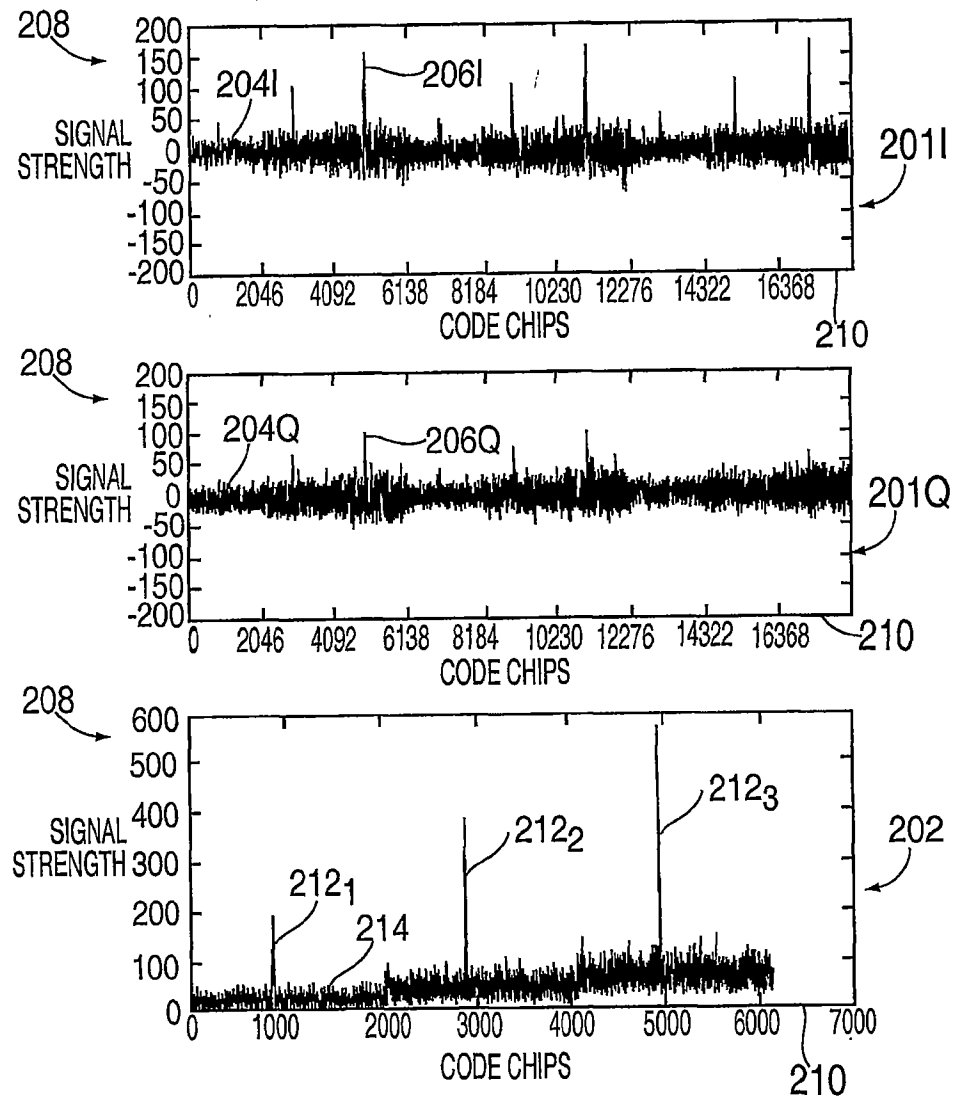 208
200
150
100
50
0
-50
-100
-150
-200
SIGNAL
STRENGTH
204I
206I
201I
0 2046 4092 6138 8184 10230 12276 14322 16368
CODE CHIPS
210
208
200
150
100
50
0
-50
-100
-150
-200
SIGNAL
STRENGTH
204Q
206Q
201Q
0 2046 4092 6138 8184 10230 12276 14322 16368
CODE CHIPS
210
208
600
500
400
300
200
100
0
SIGNAL
STRENGTH
212₁
214
212₂
212₃
202
0 1000 2000 3000 4000 5000 6000 7000
CODE CHIPS
210